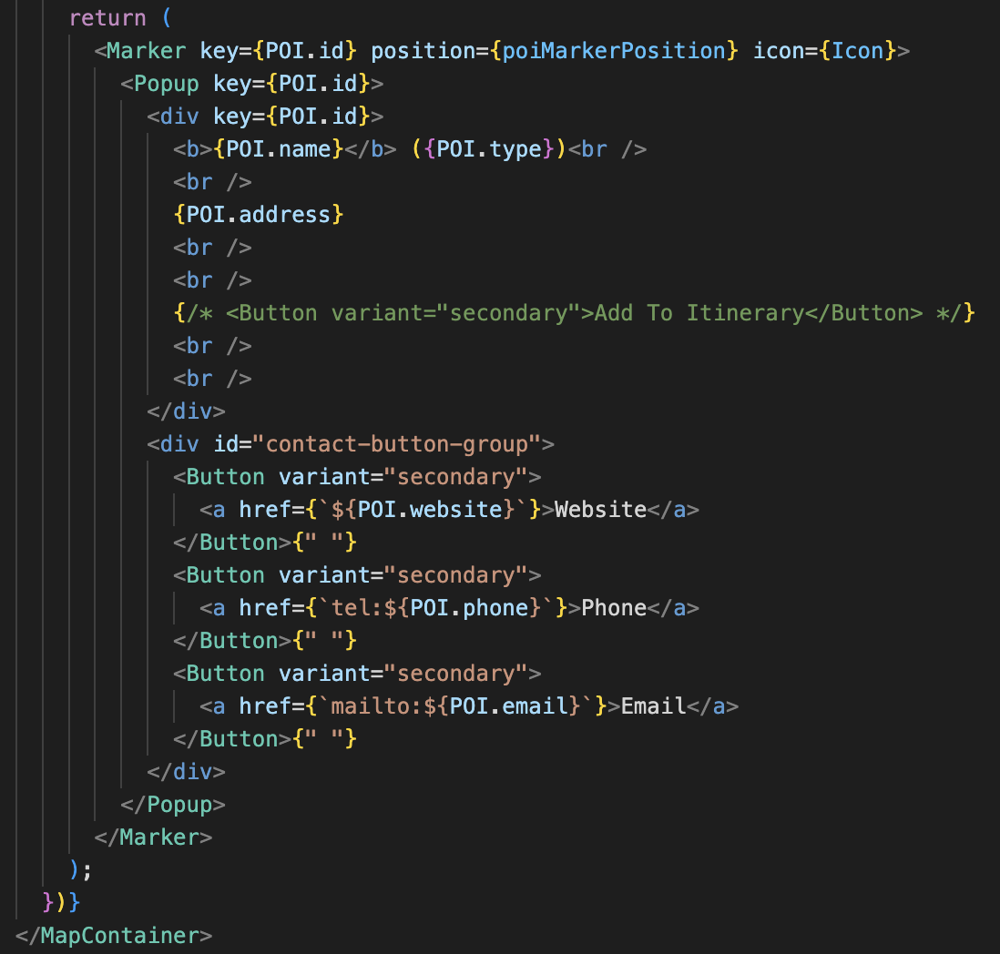 return (
<Marker key={POI.id} position={poiMarkerPosition} icon={Icon}>
<Popup key={POI.id}>
<div key={POI.id}>
<b>{POI.name}</b> ({POI.type})<br />
<br />
{POI.address}
<br />
<br />
{/* <Button variant="secondary">Add To Itinerary</Button> */}
<br />
<br />
</div>
<div id="contact-button-group">
<Button variant="secondary">
<a href={`${POI.website}`}>Website</a>
</Button>{" "}
<Button variant="secondary">
<a href={`tel:${POI.phone}`}>Phone</a>
</Button>{" "}
<Button variant="secondary">
<a href={`mailto:${POI.email}`}>Email</a>
</Button>{" "}
</div>
</Popup>
</Marker>
);
})}
</MapContainer>